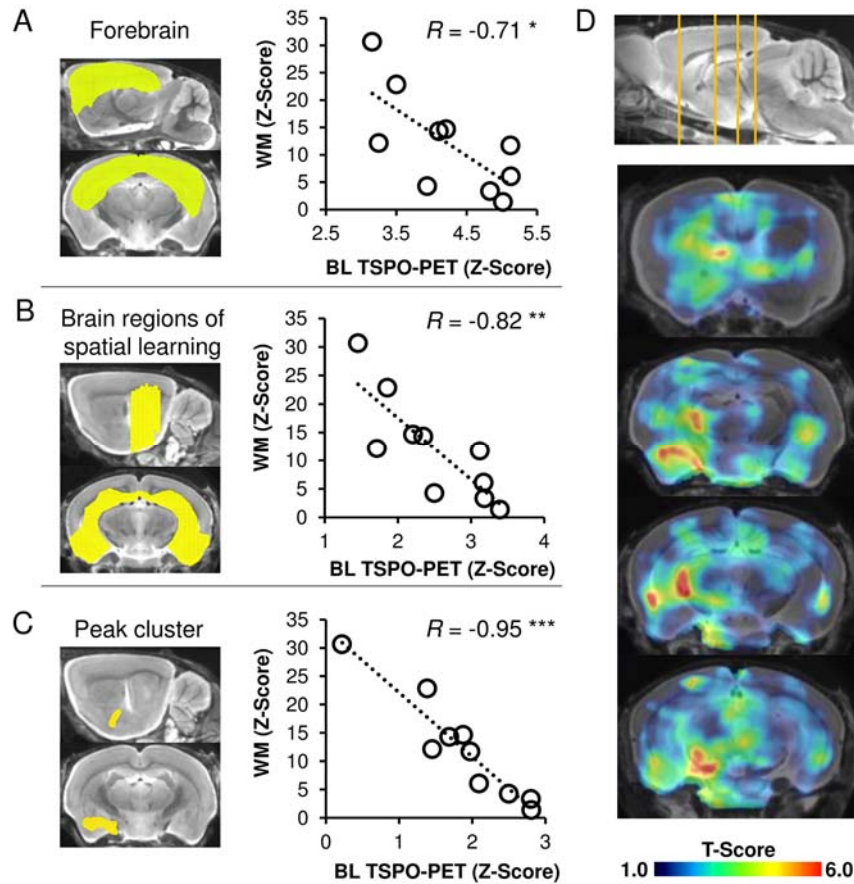 A
Forebrain
R = -0.71 *
WM (Z-Score)
35
30
25
20
15
10
5
0
2.5 3.5 4.5 5.5
BL TSPO-PET (Z-Score)
B
Brain regions of
spatial learning
R = -0.82 **
WM (Z-Score)
35
30
25
20
15
10
5
0
1 2 3 4
BL TSPO-PET (Z-Score)
C
Peak cluster
R = -0.95 ***
WM (Z-Score)
35
30
25
20
15
10
5
0
0 1 2 3
BL TSPO-PET (Z-Score)
D
T-Score
1.0 6.0